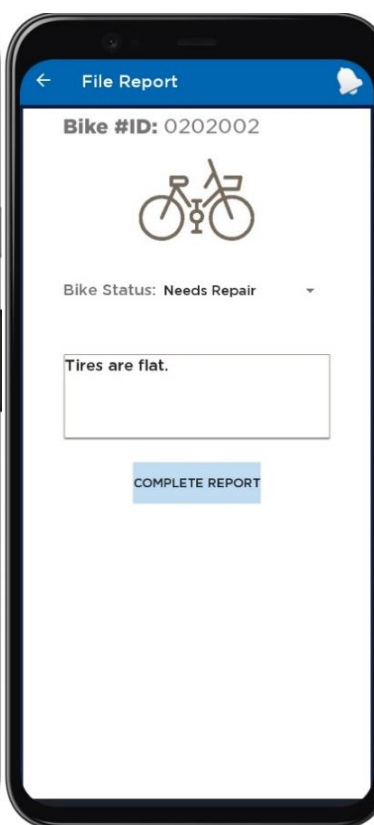 File Report
Bike #ID: 0202002
Bike Status: Needs Repair
Tires are flat.
COMPLETE REPORT